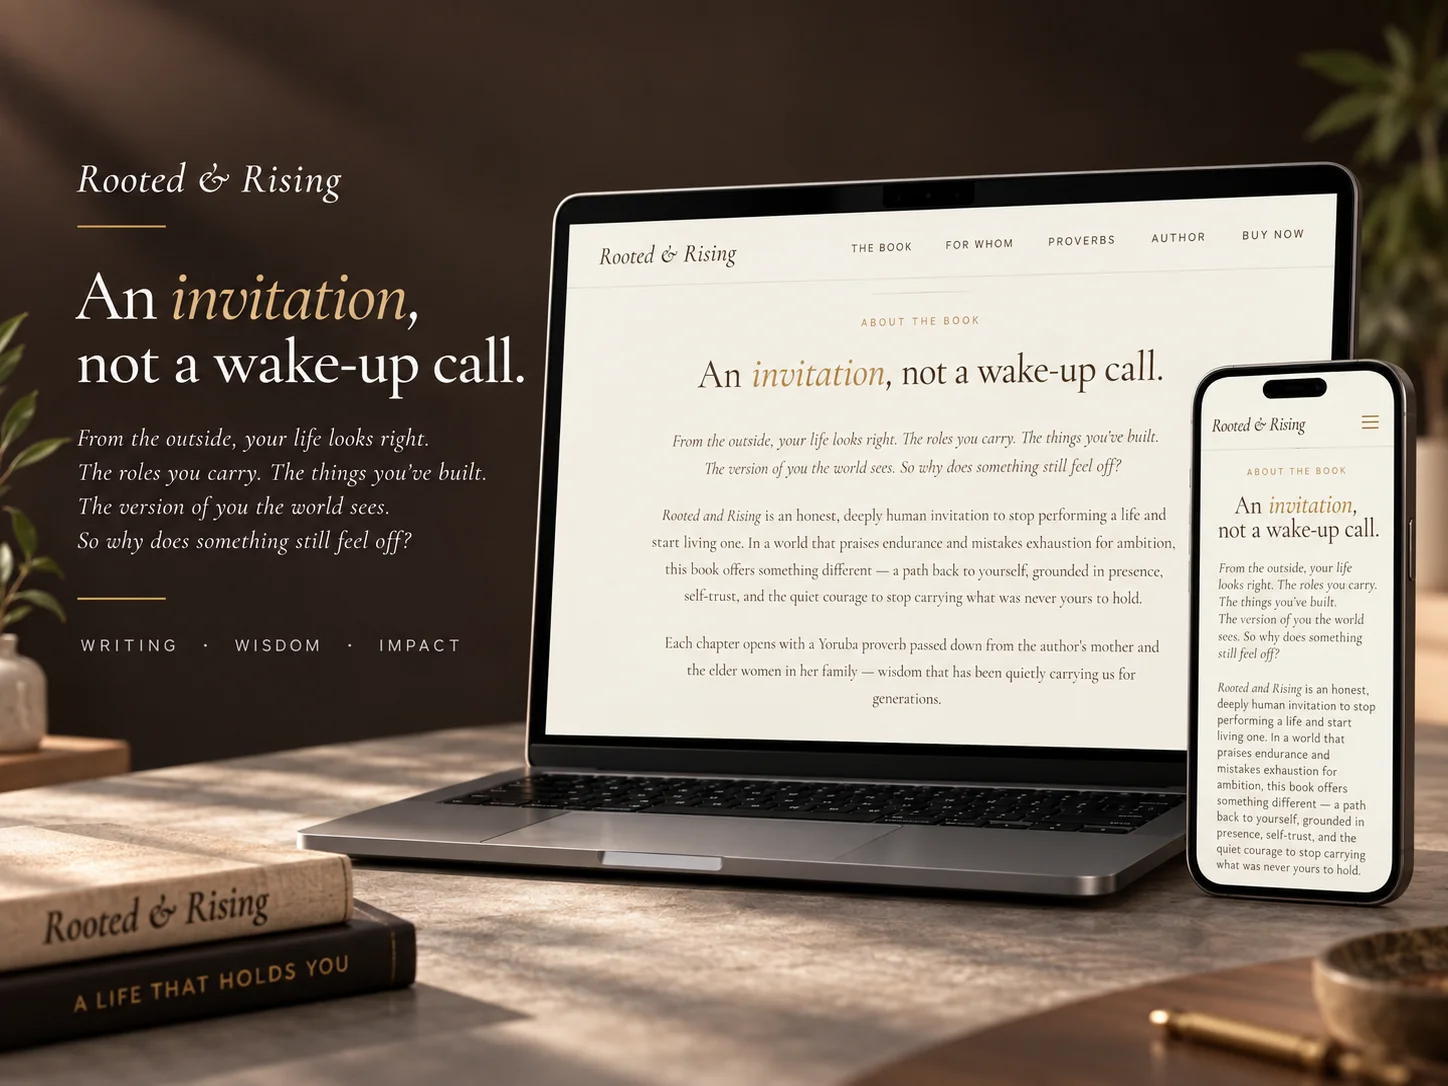 Rooted & Rising
An invitation,
not a wake-up call.
From the outside, your life looks right.
The roles you carry. The things you've built.
The version of you the world sees.
So why does something still feel off?
WRITING · WISDOM · IMPACT
Rooted & Rising
THE BOOK FOR WHOM PROVERBS AUTHOR BUY NOW
ABOUT THE BOOK
An invitation, not a wake-up call.
From the outside, your life looks right. The roles you carry. The things you've built.
The version of you the world sees. So why does something still feel off?
Rooted and Rising is an honest, deeply human invitation to stop performing a life and
start living one. In a world that praises endurance and mistakes exhaustion for ambition,
this book offers something different — a path back to yourself, grounded in presence,
self-trust, and the quiet courage to stop carrying what was never yours to hold.
Each chapter opens with a Yoruba proverb passed down from the author's mother and
the elder women in her family — wisdom that has been quietly carrying us for
generations.
Rooted & Rising
ABOUT THE BOOK
An invitation,
not a wake-up call.
From the outside, your life
looks right. The roles you carry.
The things you've built.
The version of you the world
sees. So why does something
still feel off?
Rooted and Rising is an honest,
deeply human invitation to stop
performing a life and start
living one. In a world that
praises endurance and
mistakes exhaustion for
ambition, this book offers
something different — a path
back to yourself, grounded in
presence, self-trust, and the
quiet courage to stop carrying
what was never yours to hold.
Rooted & Rising
A LIFE THAT HOLDS YOU